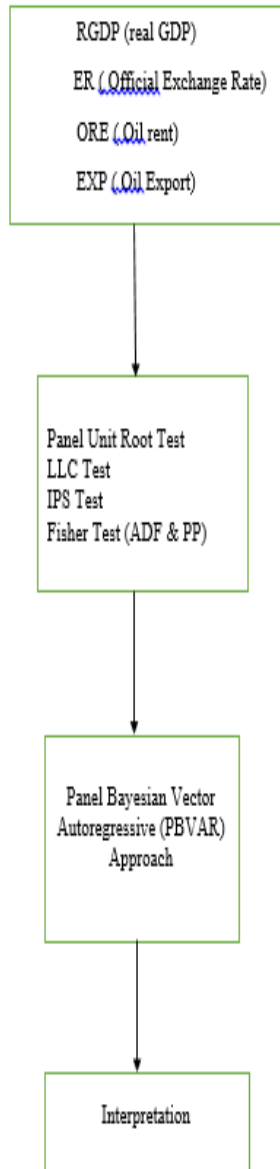 RGDP (real GDP)
ER ( Official Exchange Rate)
ORE ( Oil rent)
EXP ( Oil Export)
Panel Unit Root Test
LLC Test
IPS Test
Fisher Test (ADF & PP)
Panel Bayesian Vector
Autoregressive (PBVAR)
Approach
Interpretation